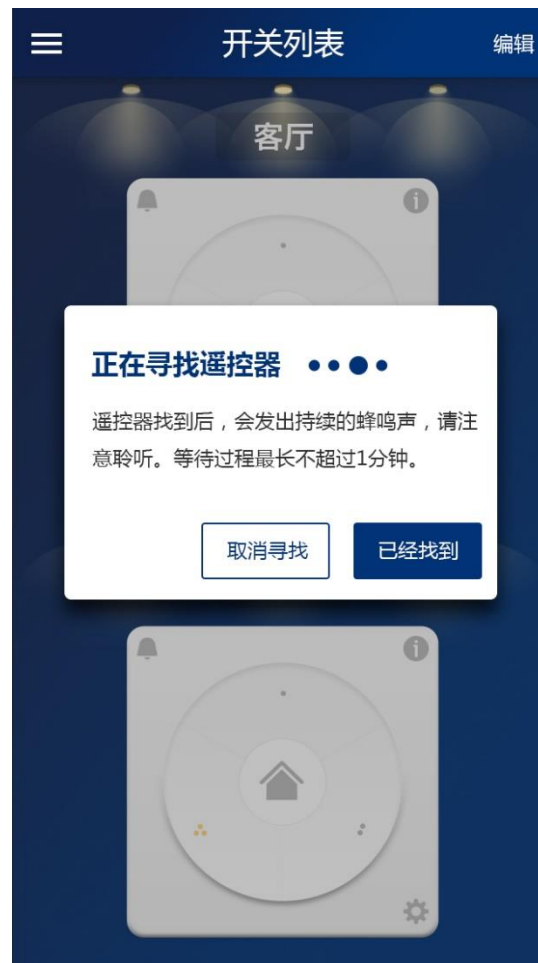 开关列表
编辑
客厅
正在寻找遥控器
遥控器找到后，会发出持续的蜂鸣声，请注
意聆听。等待过程最长不超过1分钟。
取消寻找
已经找到